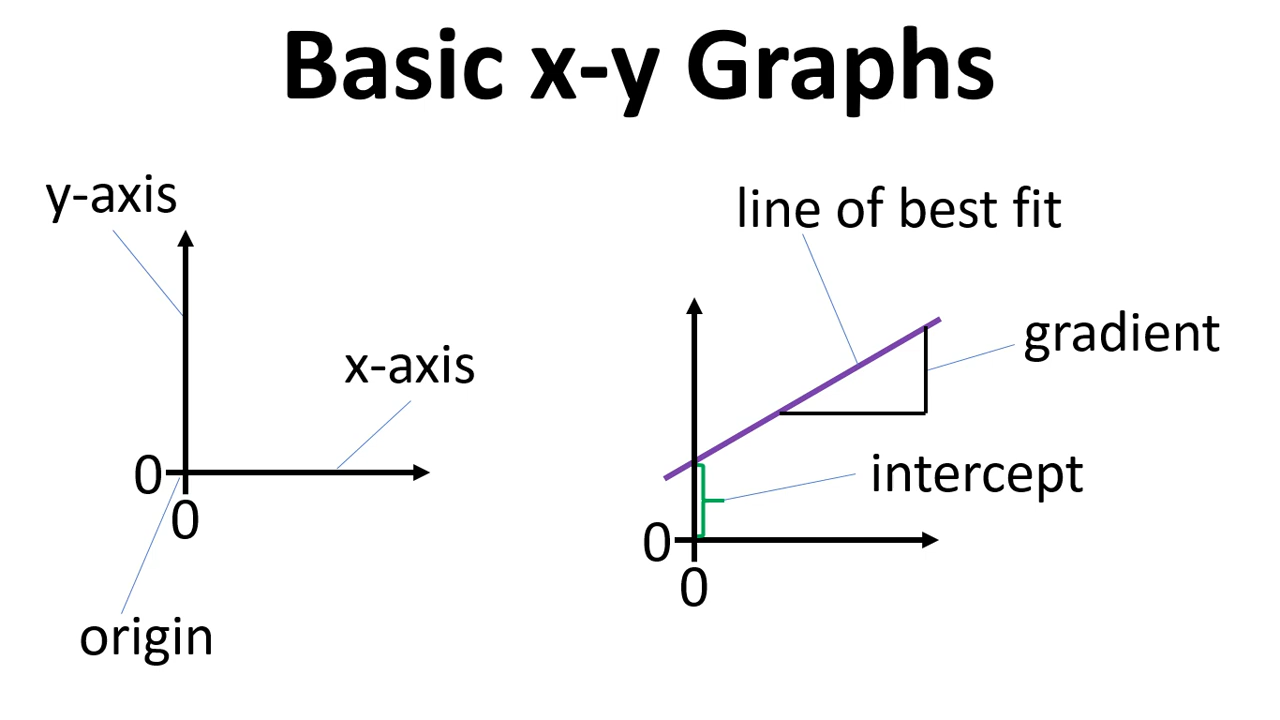 Basic x-y Graphs
y-axis
x-axis
0
0
origin
line of best fit
gradient
intercept
0
0